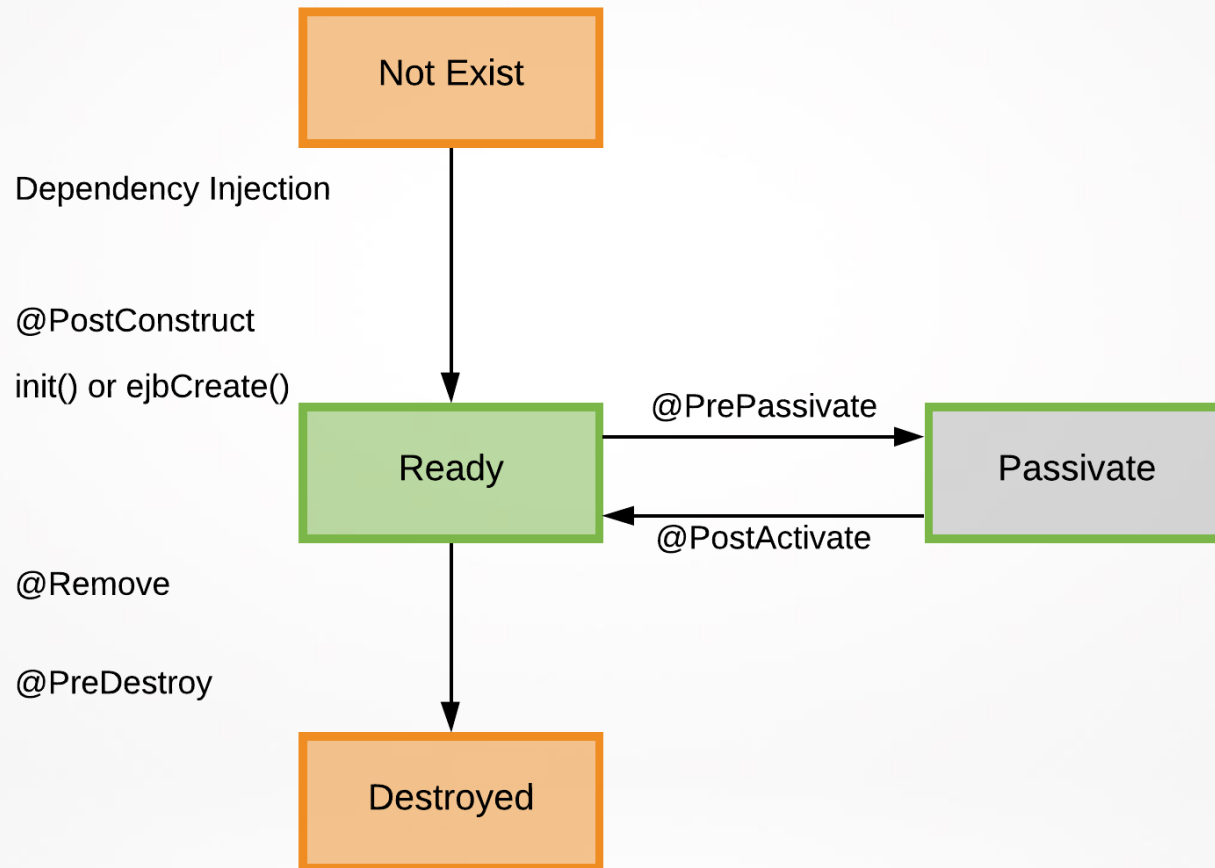 Not Exist
Dependency Injection
@PostConstruct
init() or ejbCreate()
@PrePassivate
Ready
Passivate
@PostActivate
@Remove
@PreDestroy
Destroyed